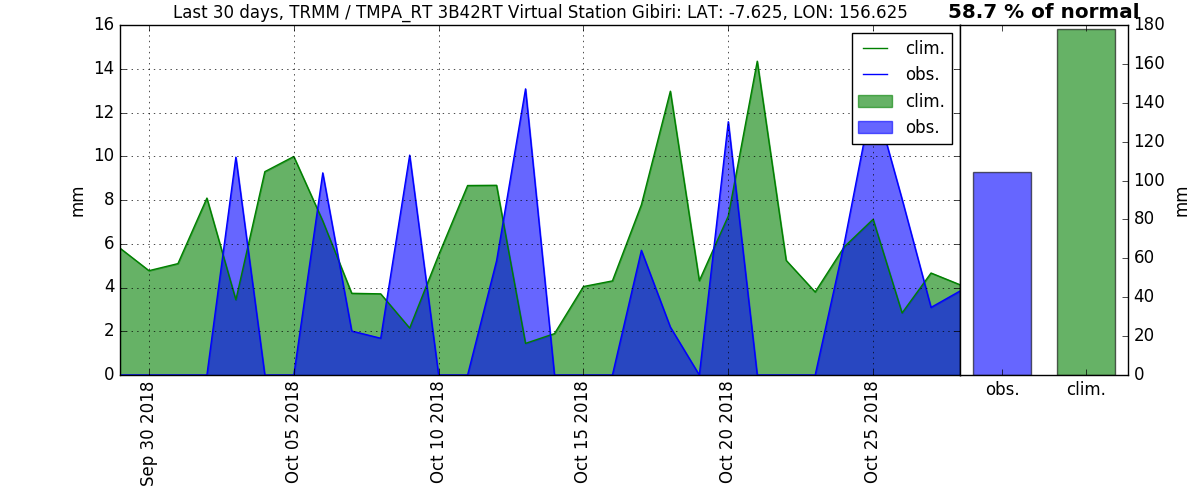 Last 30 days, TRMM / TMPA_RT 3B42RT Virtual Station Gibiri: LAT: -7.625, LON: 156.625
58.7 % of normal
16
14
12
10
8
6
4
2
0
mm
clim.
obs.
clim.
obs.
Sep 30 2018
Oct 05 2018
Oct 10 2018
Oct 15 2018
Oct 20 2018
Oct 25 2018
180
160
140
120
100
80
60
40
20
0
mm
obs.
clim.